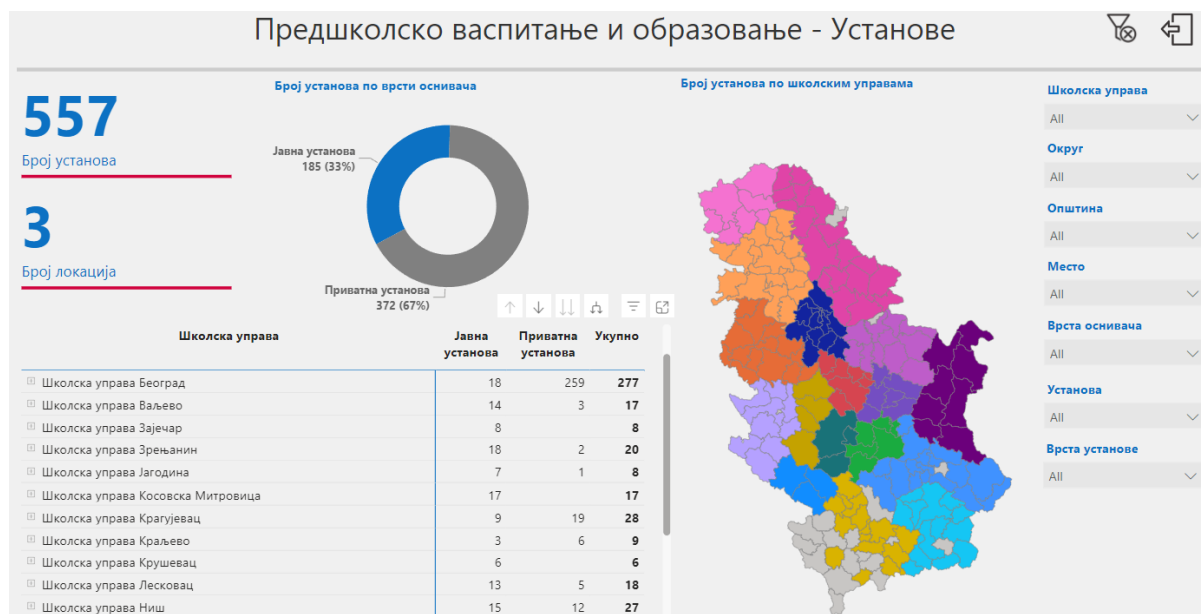 Предшколско васпитање и образовање - Установе
557
Број установа
3
Број локација
Број установа по врсти оснивача
Јавна установа
185 (33%)
Приватна установа
372 (67%)
Број установа по школским управама
Школска управа
All
Округ
All
Општина
All
Место
All
Врста оснивача
All
Установа
All
Врста установе
All
Школска управа Јавна установа Приватна установа Укупно
Школска управа Београд 18 259 277
Школска управа Ваљево 14 3 17
Школска управа Зајечар 8 8
Школска управа Зрењанин 18 2 20
Школска управа Јагодина 7 1 8
Школска управа Косовска Митровица 17 17
Школска управа Крагујевац 9 19 28
Школска управа Краљево 3 6 9
Школска управа Крушевац 6 6
Школска управа Лесковац 13 5 18
Школска управа Ниш 15 12 27